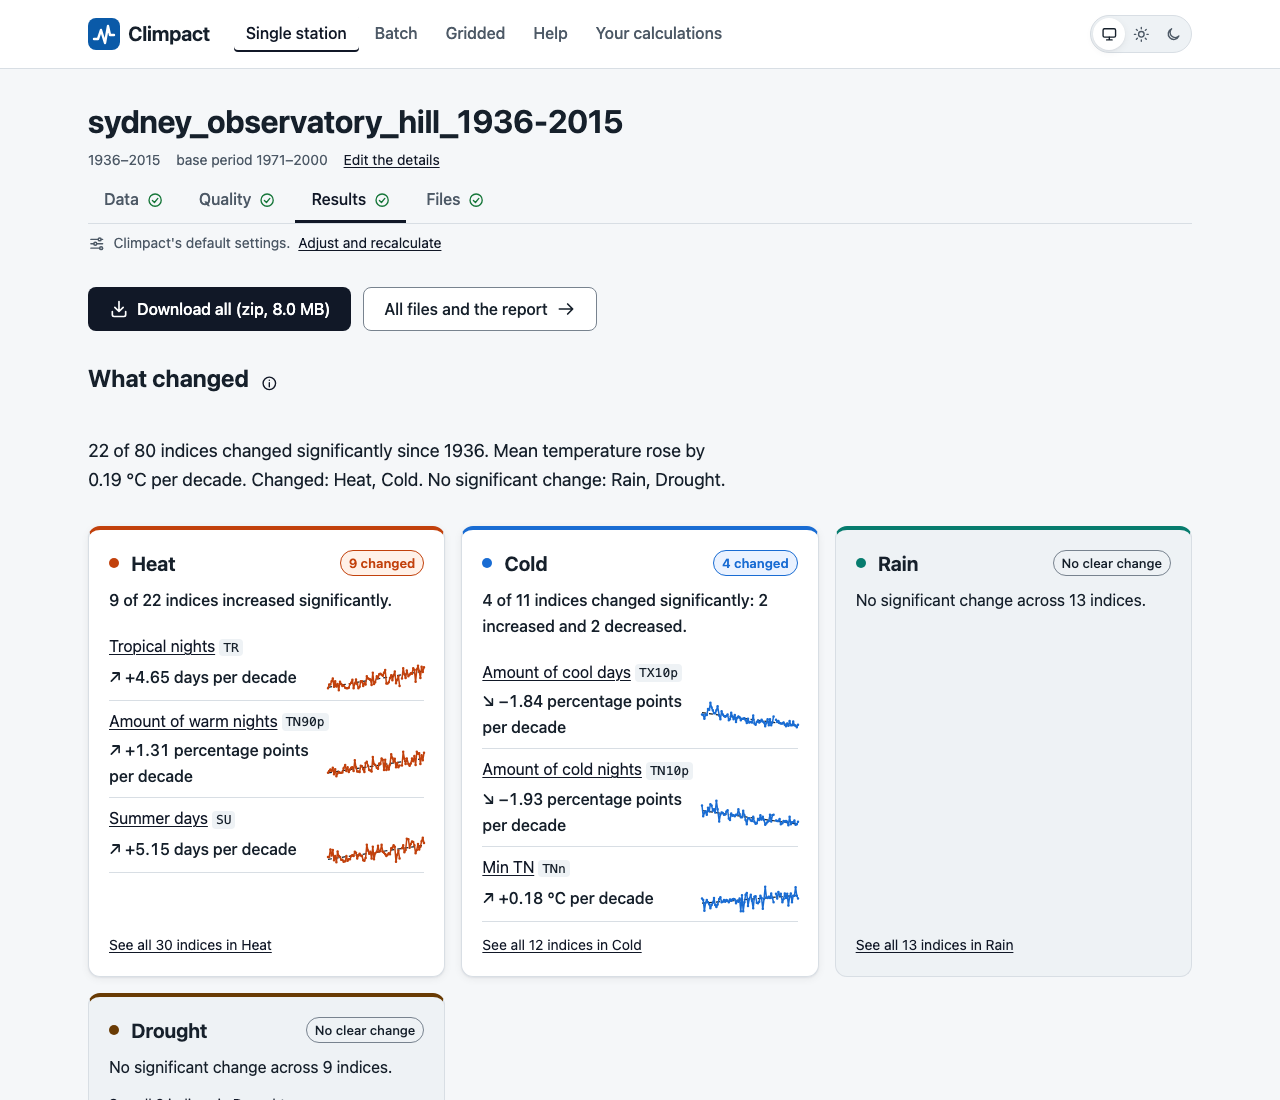 Climpact
Single station
Batch
Gridded
Help
Your calculations
sydney_observatory_hill_1936-2015
1936–2015 base period 1971–2000 Edit the details
Data
Quality
Results
Files
Climpact's default settings. Adjust and recalculate
Download all (zip, 8.0 MB)
All files and the report
What changed
22 of 80 indices changed significantly since 1936. Mean temperature rose by
0.19 °C per decade. Changed: Heat, Cold. No significant change: Rain, Drought.
Heat
9 changed
9 of 22 indices increased significantly.
Tropical nights TR
+4.65 days per decade
Amount of warm nights TN90p
+1.31 percentage points
per decade
Summer days SU
+5.15 days per decade
See all 30 indices in Heat
Cold
4 changed
4 of 11 indices changed significantly: 2
increased and 2 decreased.
Amount of cool days TX10p
−1.84 percentage points
per decade
Amount of cold nights TN10p
−1.93 percentage points
per decade
Min TN TNn
+0.18 °C per decade
See all 12 indices in Cold
Rain
No clear change
No significant change across 13 indices.
See all 13 indices in Rain
Drought
No clear change
No significant change across 9 indices.